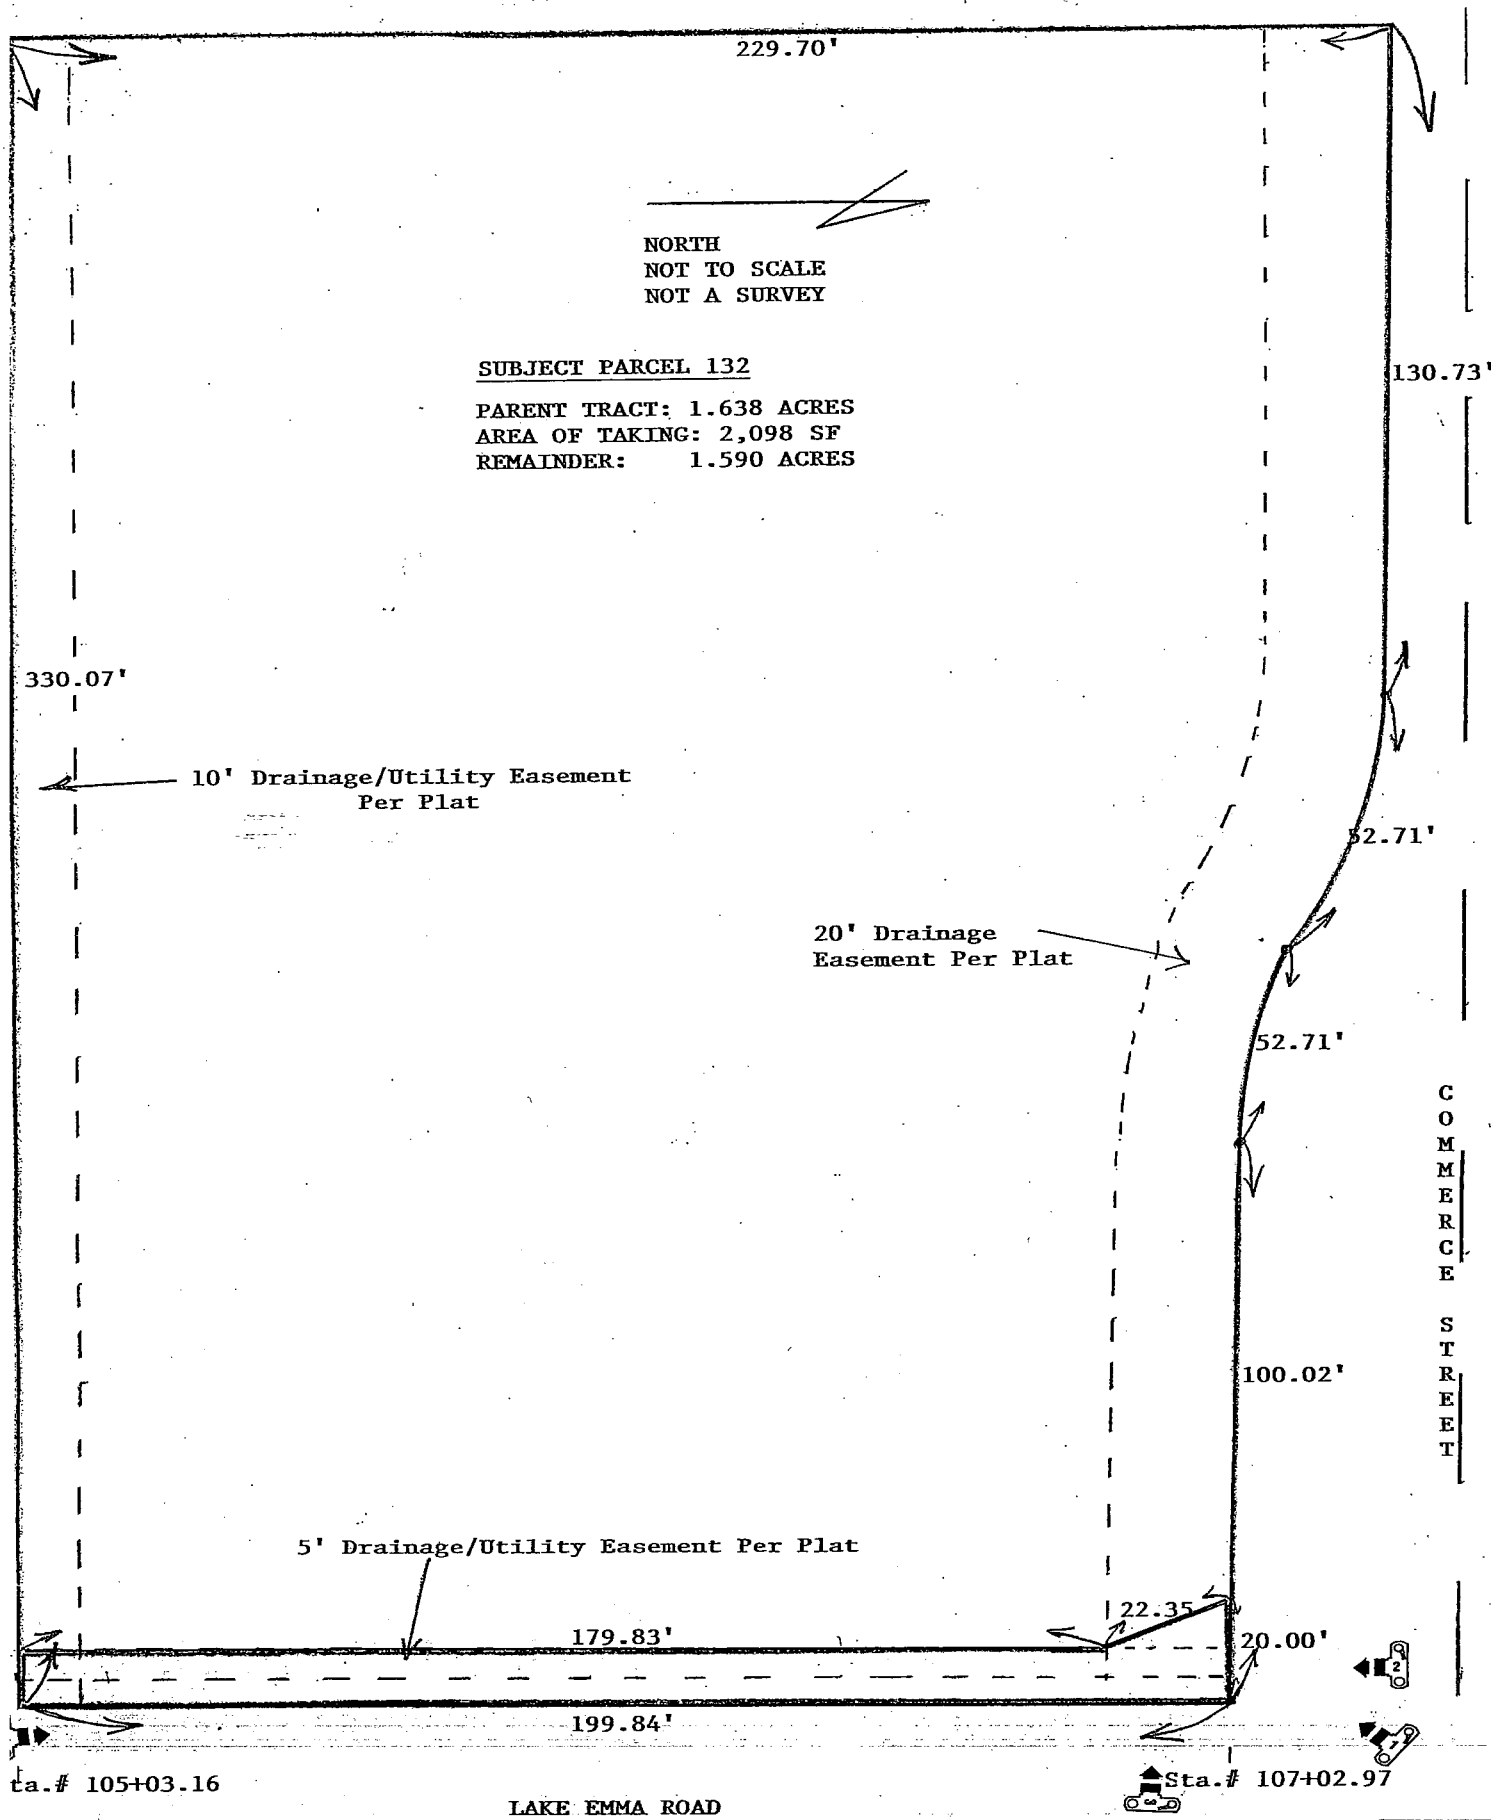 229.70'
NORTH
NOT TO SCALE
NOT A SURVEY
SUBJECT PARCEL 132
PARENT TRACT: 1.638 ACRES
AREA OF TAKING: 2,098 SF
REMAINDER: 1.590 ACRES
130.73'
330.07'
10' Drainage/Utility Easement
Per Plat
52.71'
20' Drainage
Easement Per Plat
52.71'
COMMERCE STREET
100.02'
5' Drainage/Utility Easement Per Plat
22.35
179.83'
20.00'
2
199.84'
1
ta.# 105+03.16
Sta.# 107+02.97
3
LAKE EMMA ROAD